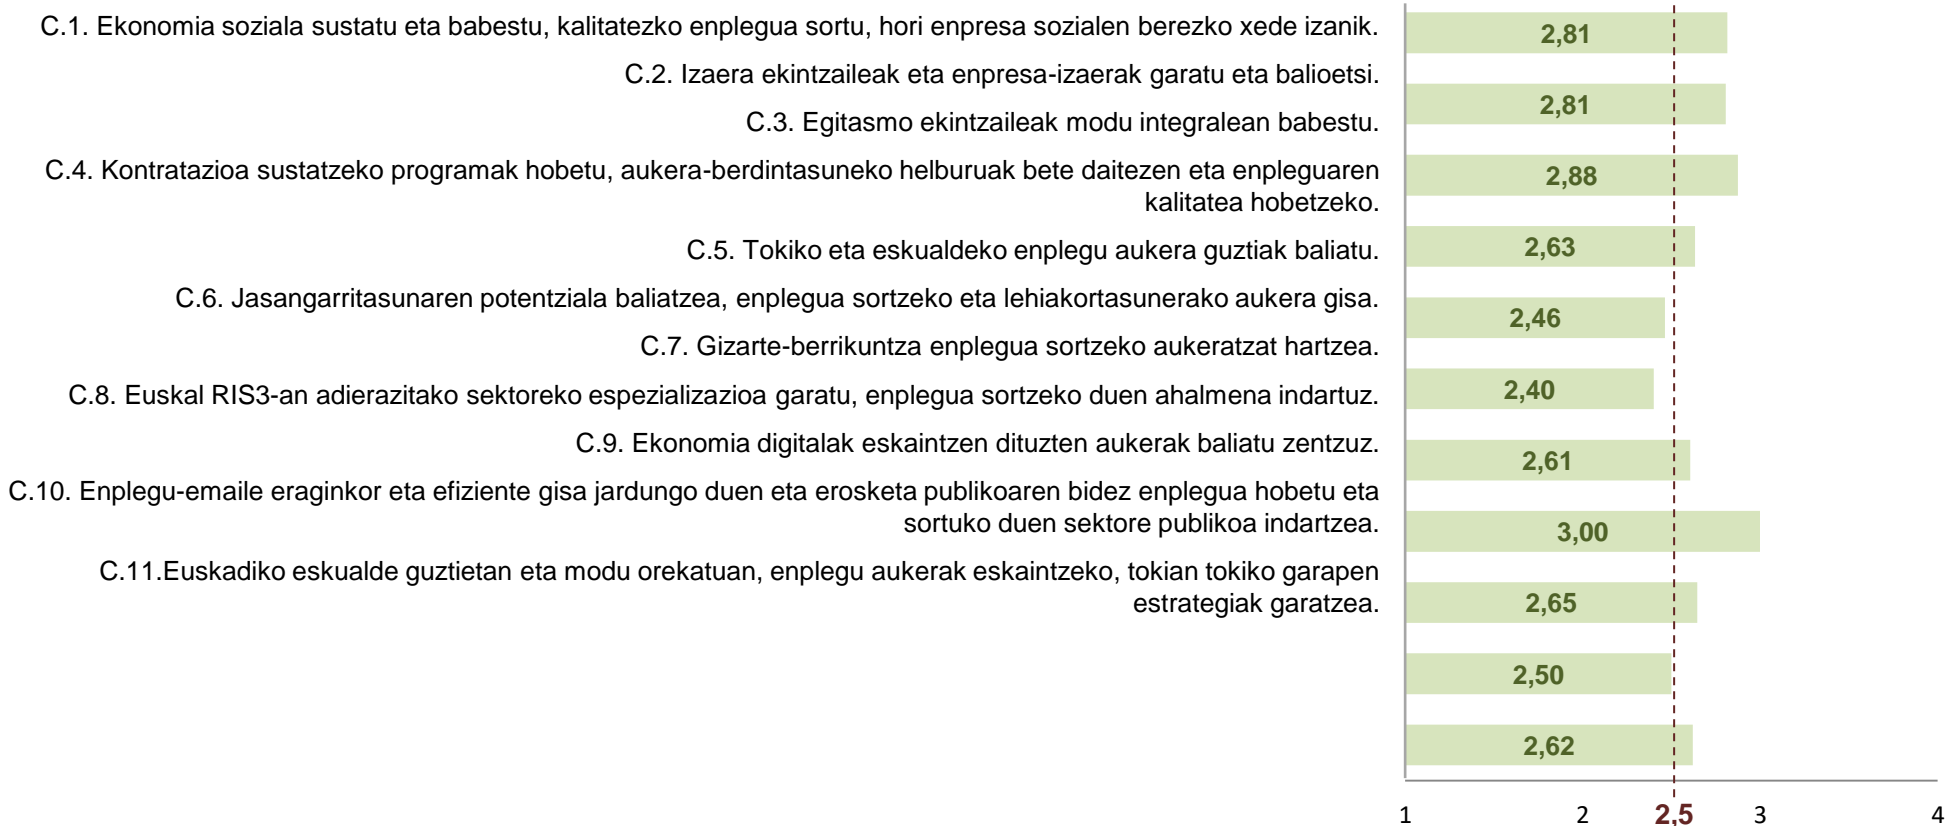 C.1. Ekonomia soziala sustatu eta babestu, kalitatezko enplegua sortu, hori enpresa sozialen berezko xede izanik.
C.2. Izaera ekintzaileak eta enpresa-izaerak garatu eta balioetsi.
C.3. Egitasmo ekintzaileak modu integralean babestu.
C.4. Kontratazioa sustatzeko programak hobetu, aukera-berdintasuneko helburuak bete daitezen eta enpleguaren
kalitatea hobetzeko.
C.5. Tokiko eta eskualdeko enplegu aukera guztiak baliatu.
C.6. Jasangarritasunaren potentziala baliatzea, enplegua sortzeko eta lehiakortasunerako aukera gisa.
C.7. Gizarte-berrikuntza enplegua sortzeko aukeratzat hartzea.
C.8. Euskal RIS3-an adierazitako sektoreko espezializazioa garatu, enplegua sortzeko duen ahalmena indartuz.
C.9. Ekonomia digitalak eskaintzen dituzten aukerak baliatu zentzuz.
C.10. Enplegu-emaile eraginkor eta efiziente gisa jardungo duen eta erosketa publikoaren bidez enplegua hobetu eta
sortuko duen sektore publikoa indartzea.
C.11.Euskadiko eskualde guztietan eta modu orekatuan, enplegu aukerak eskaintzeko, tokian tokiko garapen
estrategiak garatzea.
2,81
2,81
2,88
2,63
2,46
2,40
2,61
3,00
2,65
2,50
2,62
1 2 2,5 3 4